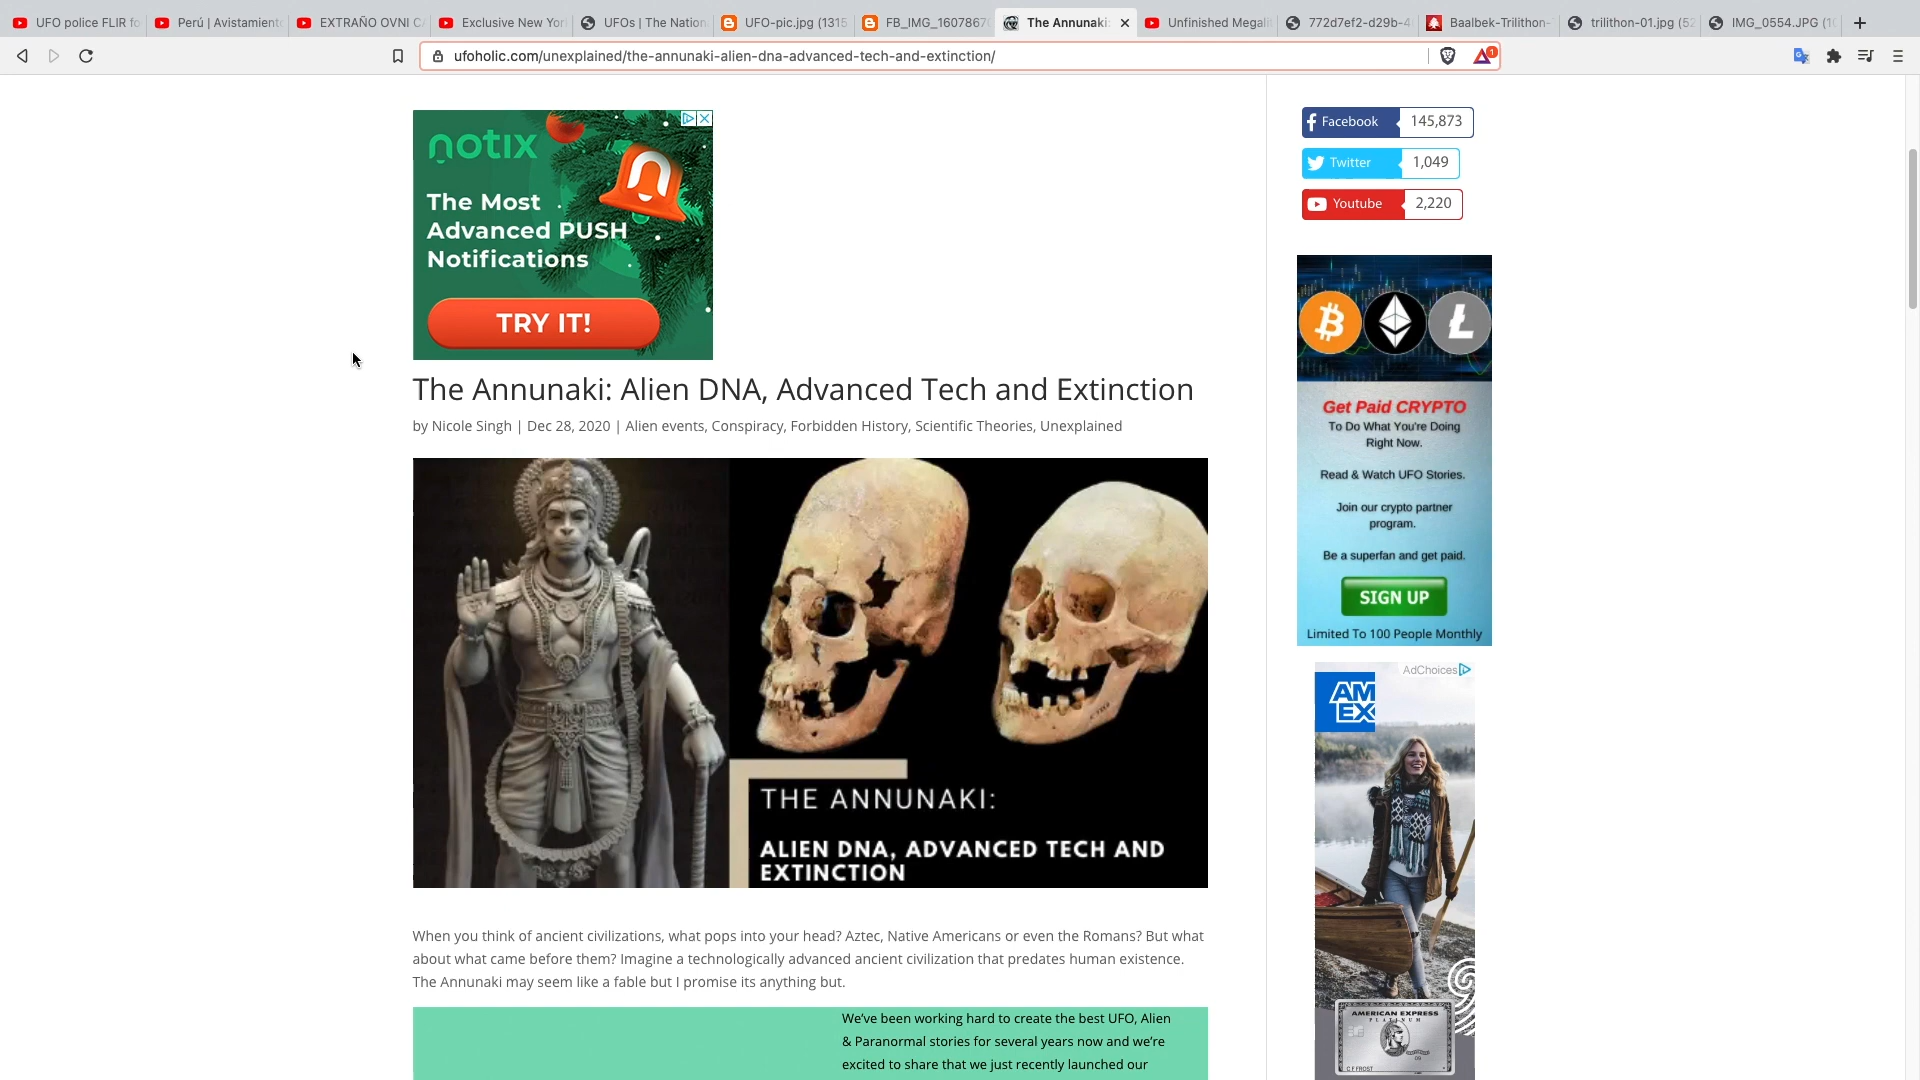 UFO police FLIR fo
Perú | Avistamient
EXTRAÑO OVNI C
Exclusive New Yor
UFOs | The Nation
UFO-pic.jpg (1315
FB_IMG_1607867
The Annunaki:
Unfinished Megalit
772d7ef2-d29b-4
Baalbek-Trilithon-
trilithon-01.jpg (52
IMG_0554.JPG (1
ufoholic.com/unexplained/the-annunaki-alien-dna-advanced-tech-and-extinction/
1
notix
The Most
Advanced PUSH
Notifications
TRY IT!
Facebook 145,873
Twitter 1,049
Youtube 2,220
The Annunaki: Alien DNA, Advanced Tech and Extinction
by Nicole Singh | Dec 28, 2020 | Alien events, Conspiracy, Forbidden History, Scientific Theories, Unexplained
THE ANNUNAKI:
ALIEN DNA, ADVANCED TECH AND
EXTINCTION
When you think of ancient civilizations, what pops into your head? Aztec, Native Americans or even the Romans? But what
about what came before them? Imagine a technologically advanced ancient civilization that predates human existence.
The Annunaki may seem like a fable but I promise its anything but.
We've been working hard to create the best UFO, Alien
& Paranormal stories for several years now and we're
excited to share that we just recently launched our
Get Paid CRYPTO
To Do What You're Doing
Right Now.
Read & Watch UFO Stories.
Join our crypto partner
program.
Be a superfan and get paid.
SIGN UP
Limited To 100 People Monthly
AdChoices
AM
EX
AMERICAN EXPRESS
PLATINUM
C F FROST